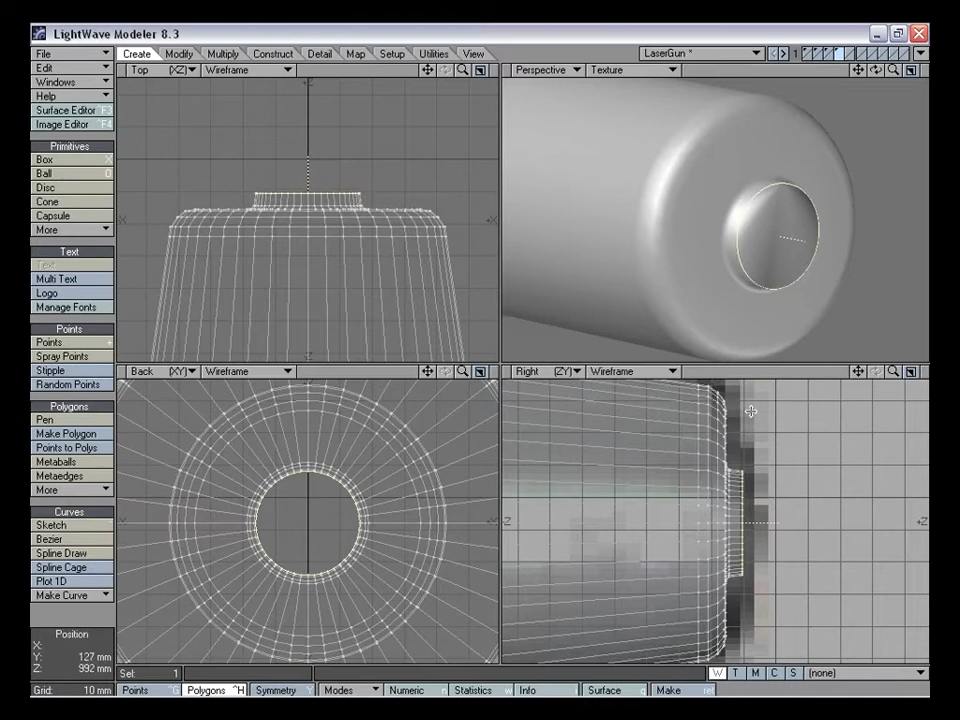 LightWave Modeler 8.3
File
Create Modify Multiply Construct Detail Map Setup Utilities View
LaserGun *
1
Edit
Top (XZ) Wireframe
Perspective Texture
Windows
Help
Surface Editor F3
Image Editor ^F4
Primitives
Box X
Ball O
Disc
Cone
Capsule
More
Text
Text
Multi Text
Logo
Manage Fonts
Points
Points +
Spray Points
Stipple
Random Points
Back (XY) Wireframe
Right (ZY) Wireframe
Polygons
Pen
Make Polygon
Points to Polys
Metaballs
Metaedges
More
Curves
Sketch
Bezier
Spline Draw
Spline Cage
Plot 1D
Make Curve
Position
X:
Y: 127 mm
Z: 992 mm
Grid: 10 mm
-Z
+Z
Sel: 1
W T M C S (none)
Points ^G Polygons ^H Symmetry Y Modes Numeric n Statistics w Info i Surface q Make ret